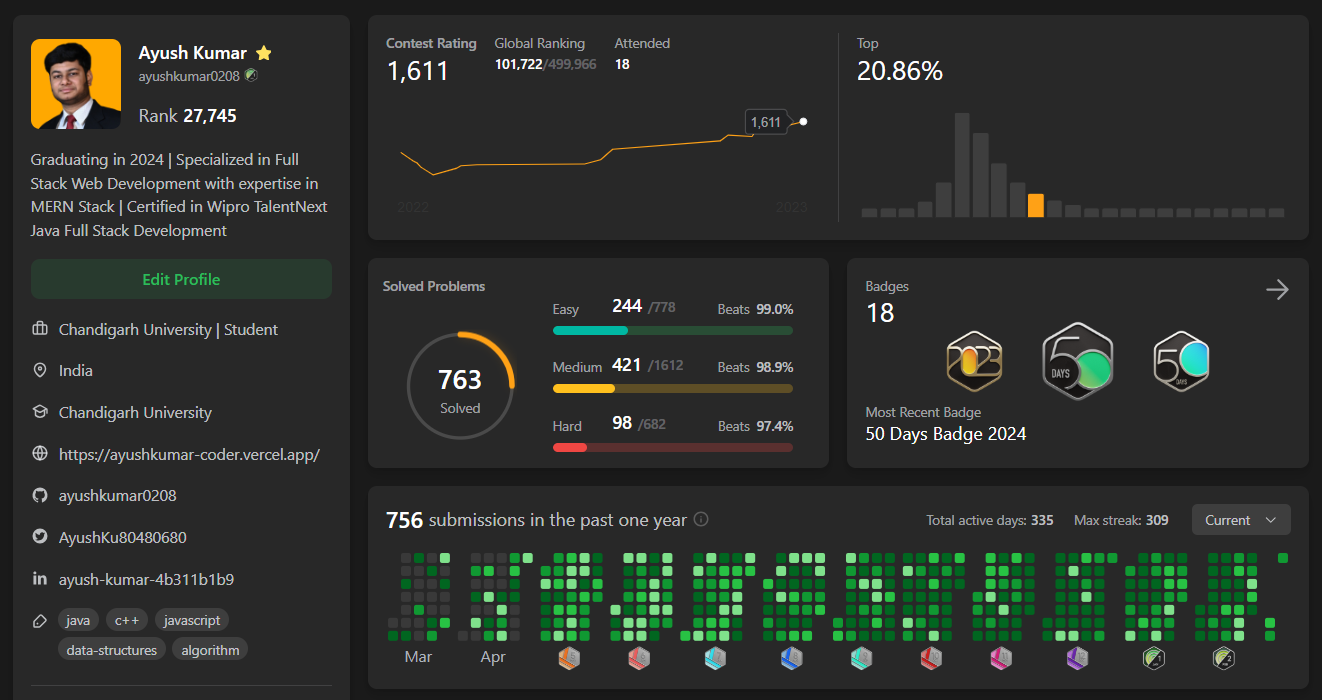 Ayush Kumar
ayushkumar0208
Rank 27,745
Graduating in 2024 | Specialized in Full
Stack Web Development with expertise in
MERN Stack | Certified in Wipro TalentNext
Java Full Stack Development
Edit Profile
Chandigarh University | Student
India
Chandigarh University
https://ayushkumar-coder.vercel.app/
ayushkumar0208
AyushKu80480680
in ayush-kumar-4b311b1b9
java c++ javascript
data-structures algorithm
Contest Rating Global Ranking Attended
1,611 101,722/499,966 18
1,611
2022 2023
Top
20.86%
Solved Problems
763
Solved
Easy 244 /778 Beats 99.0%
Medium 421 /1612 Beats 98.9%
Hard 98 /682 Beats 97.4%
Badges
18
2023
50
DAYS
50
DAYS
Most Recent Badge
50 Days Badge 2024
756 submissions in the past one year
Total active days: 335 Max streak: 309 Current
Mar Apr